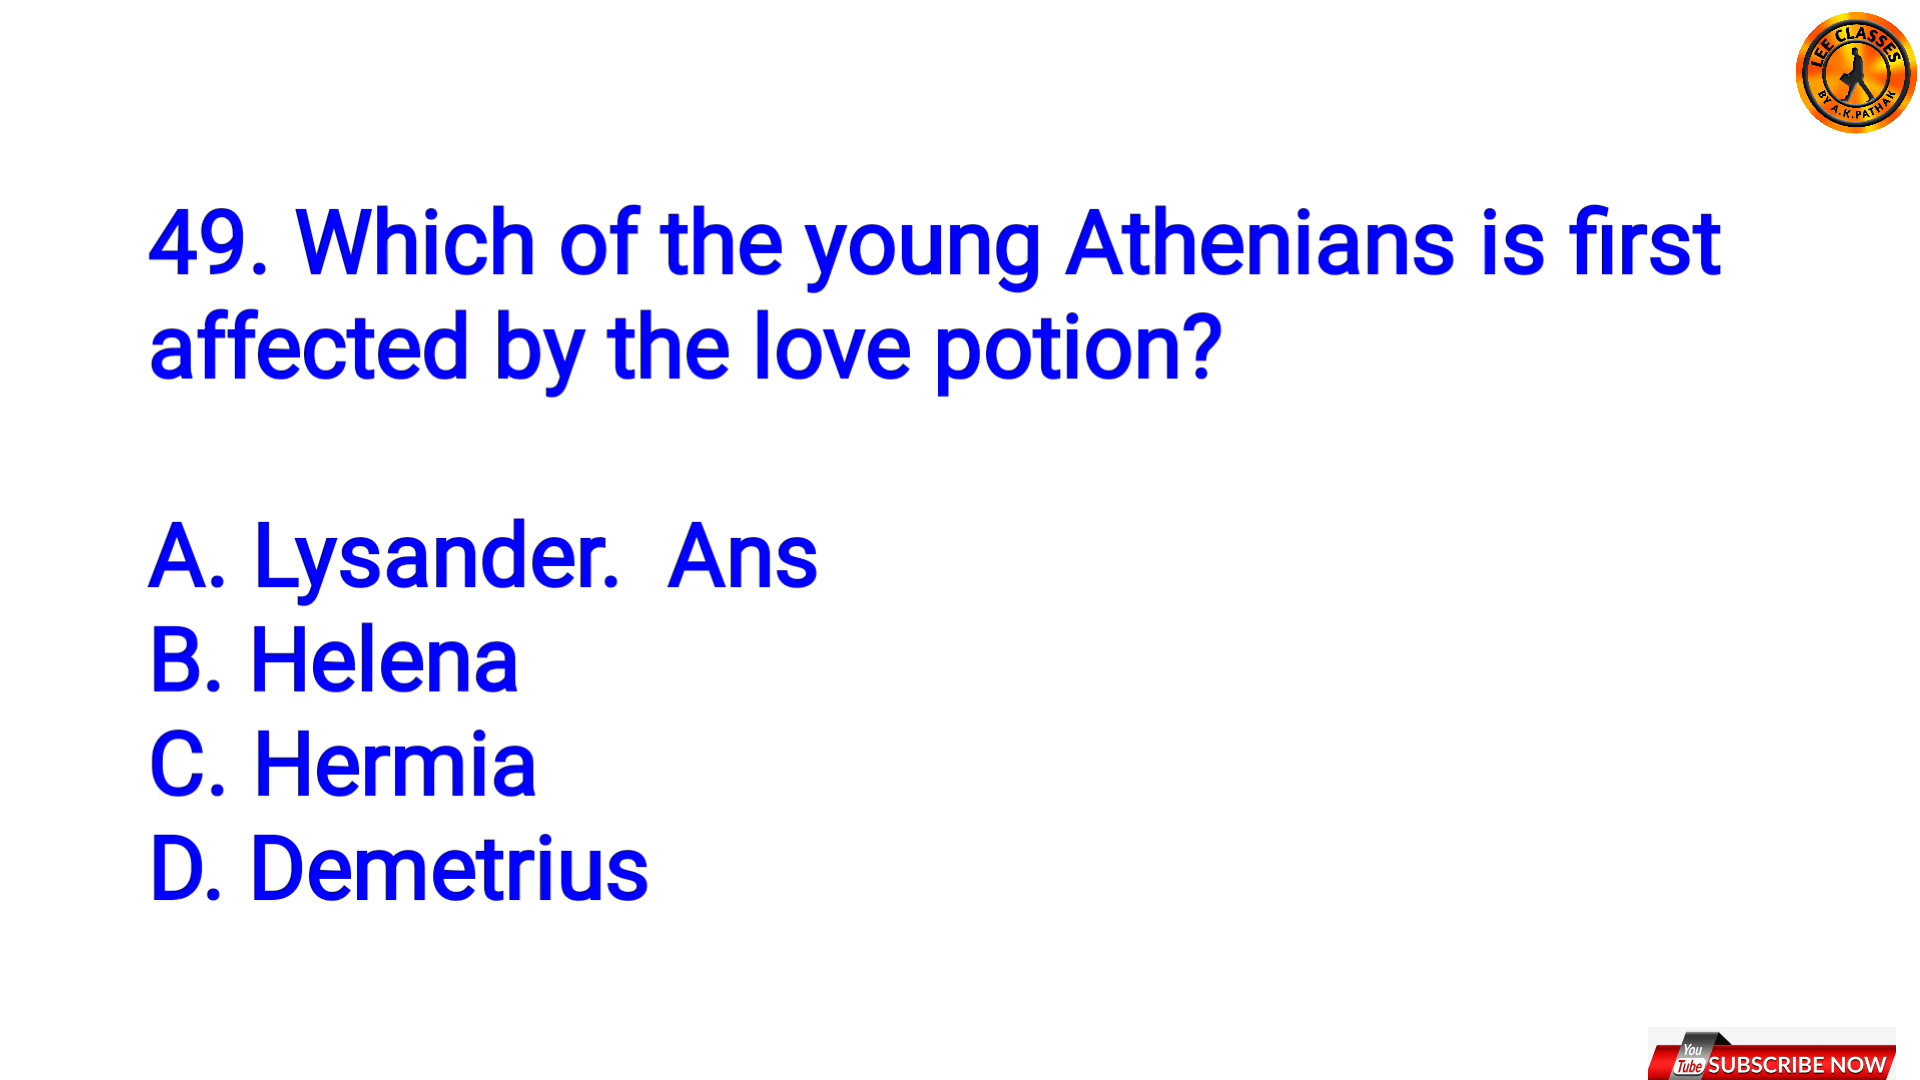 LEE CLASSES
BY A.K.PATHAK
49. Which of the young Athenians is first
affected by the love potion?
A. Lysander.  Ans
B. Helena
C. Hermia
D. Demetrius
You
Tube
SUBSCRIBE NOW